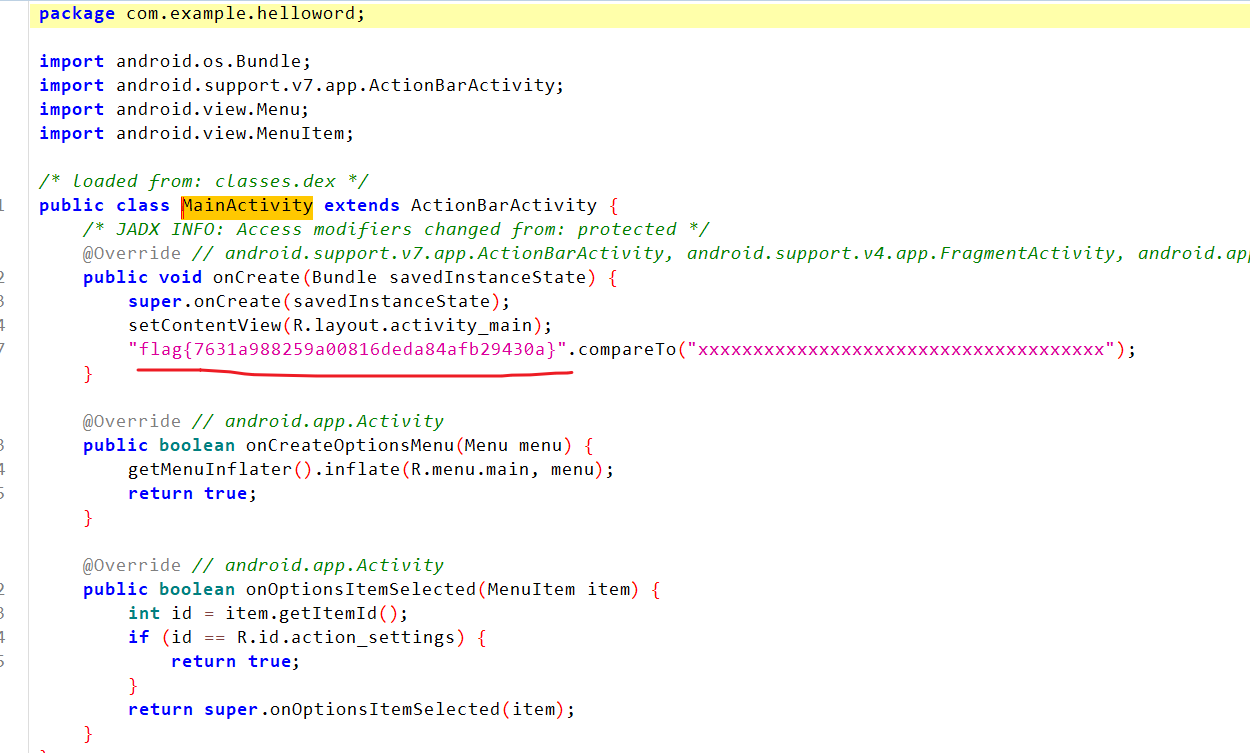 package com.example.helloword;
import android.os.Bundle;
import android.support.v7.app.ActionBarActivity;
import android.view.Menu;
import android.view.MenuItem;
/* loaded from: classes.dex */
1 public class MainActivity extends ActionBarActivity {
/* JADX INFO: Access modifiers changed from: protected */
@Override // android.support.v7.app.ActionBarActivity, android.support.v4.app.FragmentActivity, android.app
2 public void onCreate(Bundle savedInstanceState) {
3 super.onCreate(savedInstanceState);
4 setContentView(R.layout.activity_main);
7 "flag{7631a988259a00816deda84afb29430a}".compareTo("xxxxxxxxxxxxxxxxxxxxxxxxxxxxxxxxxxxxx");
}
@Override // android.app.Activity
3 public boolean onCreateOptionsMenu(Menu menu) {
4 getMenuInflater().inflate(R.menu.main, menu);
5 return true;
}
@Override // android.app.Activity
2 public boolean onOptionsItemSelected(MenuItem item) {
3 int id = item.getItemId();
4 if (id == R.id.action_settings) {
5 return true;
}
return super.onOptionsItemSelected(item);
}